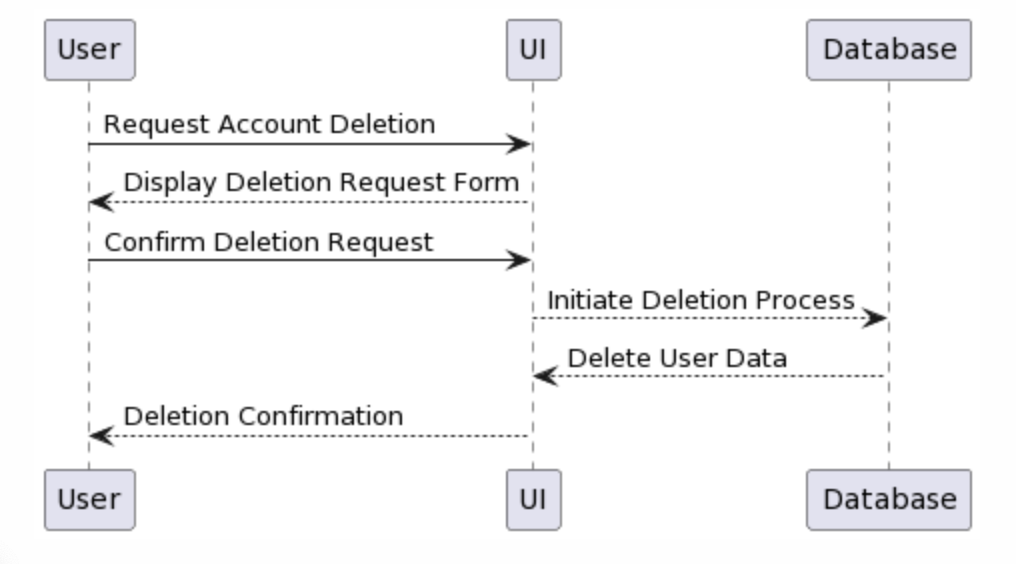 User
UI
Database
Request Account Deletion
Display Deletion Request Form
Confirm Deletion Request
Initiate Deletion Process
Delete User Data
Deletion Confirmation
User
UI
Database